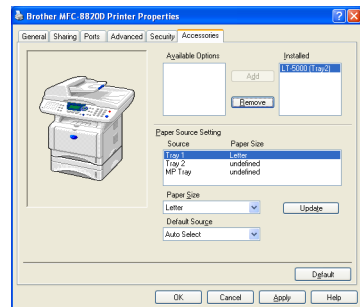 Brother MFC-8820D Printer Properties
General Sharing Ports Advanced Security Accessories
Available Options
Installed
LT-5000 (Tray2)
Add
Remove
Paper Source Setting
Source Paper Size
Tray 1 Letter
Tray 2 undefined
MP Tray undefined
Paper Size
Letter
Update
Default Source
Auto Select
Default
OK Cancel Apply Help